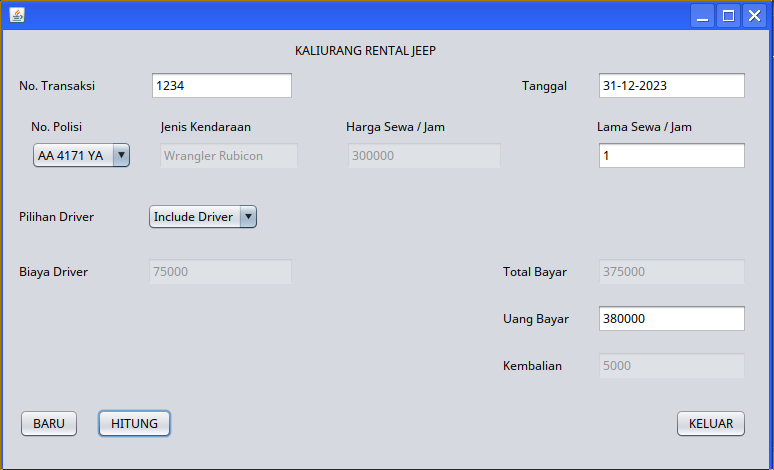 KALIURANG RENTAL JEEP
No. Transaksi 1234 Tanggal 31-12-2023
No. Polisi Jenis Kendaraan Harga Sewa / Jam Lama Sewa / Jam
AA 4171 YA Wrangler Rubicon 300000 1
Pilihan Driver Include Driver
Biaya Driver 75000 Total Bayar 375000
Uang Bayar 380000
Kembalian 5000
BARU HITUNG KELUAR